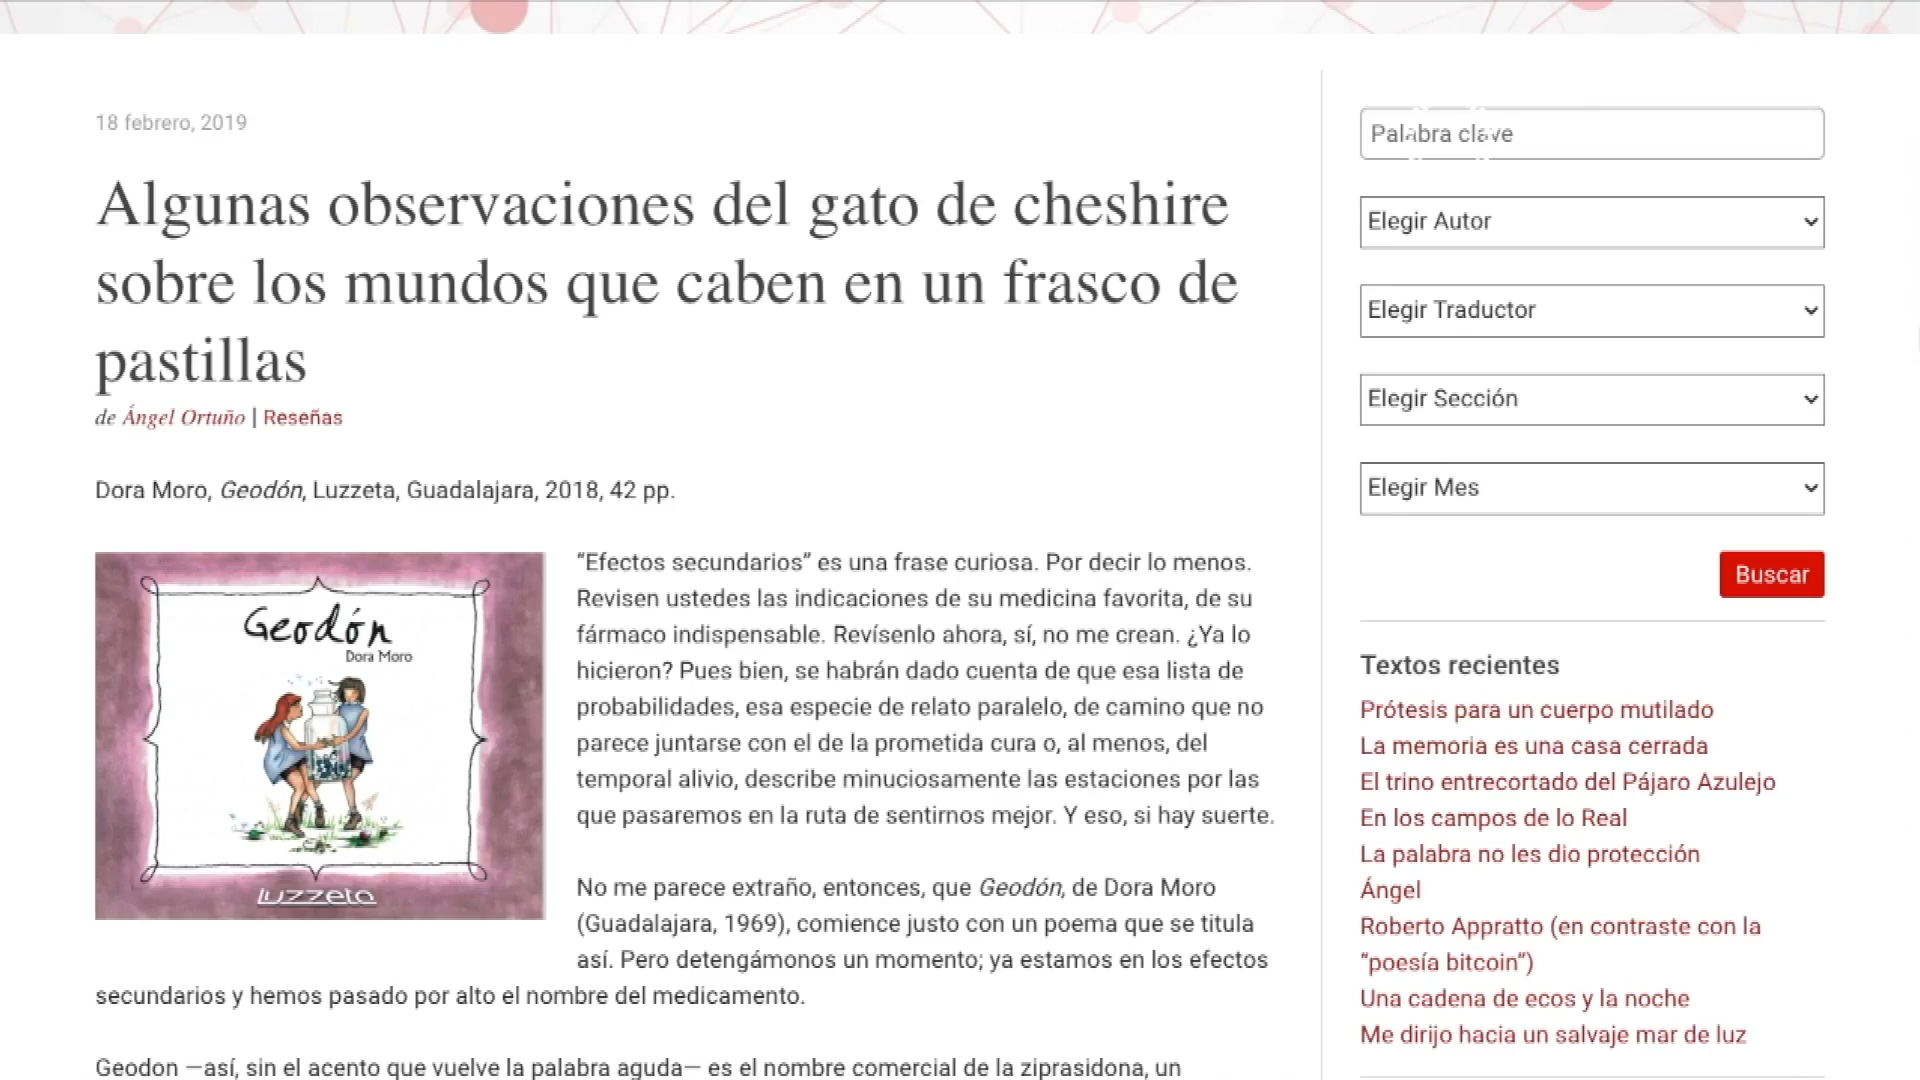 18 febrero, 2019
Algunas observaciones del gato de cheshire
sobre los mundos que caben en un frasco de
pastillas
de Ángel Ortuño | Reseñas
Dora Moro, Geodón, Luzzeta, Guadalajara, 2018, 42 pp.
Geodón
Dora Moro
Luzzeta
“Efectos secundarios” es una frase curiosa. Por decir lo menos.
Revisen ustedes las indicaciones de su medicina favorita, de su
fármaco indispensable. Revísenlo ahora, sí, no me crean. ¿Ya lo
hicieron? Pues bien, se habrán dado cuenta de que esa lista de
probabilidades, esa especie de relato paralelo, de camino que no
parece juntarse con el de la prometida cura o, al menos, del
temporal alivio, describe minuciosamente las estaciones por las
que pasaremos en la ruta de sentirnos mejor. Y eso, si hay suerte.
No me parece extraño, entonces, que Geodón, de Dora Moro
(Guadalajara, 1969), comience justo con un poema que se titula
así. Pero detengámonos un momento; ya estamos en los efectos
secundarios y hemos pasado por alto el nombre del medicamento.
Geodon —así, sin el acento que vuelve la palabra aguda— es el nombre comercial de la ziprasidona, un
Palabra clave
Elegir Autor
Elegir Traductor
Elegir Sección
Elegir Mes
Buscar
Textos recientes
Prótesis para un cuerpo mutilado
La memoria es una casa cerrada
El trino entrecortado del Pájaro Azulejo
En los campos de lo Real
La palabra no les dio protección
Ángel
Roberto Appratto (en contraste con la
“poesía bitcoin”)
Una cadena de ecos y la noche
Me dirijo hacia un salvaje mar de luz